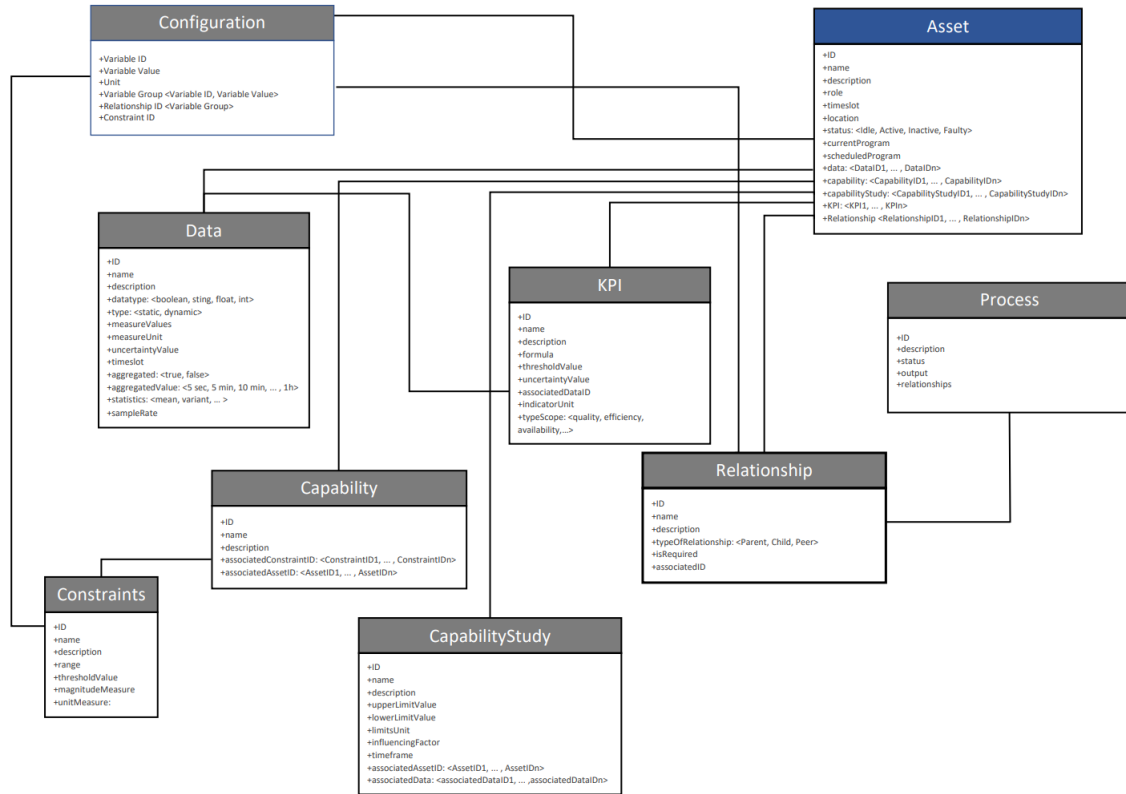 Configuration
+Variable ID
+Variable Value
+Unit
+Variable Group <Variable ID, Variable Value>
+Relationship ID <Variable Group>
+Constraint ID
Asset
+ID
+name
+description
+role
+timeslot
+location
+status: <Idle, Active, Inactive, Faulty>
+currentProgram
+scheduledProgram
+data: <DataID1, ... , DataIDn>
+capability: <CapabilityID1, ... , CapabilityIDn>
+capabilityStudy: <CapabilityStudyID1, ... , CapabilityStudyIDn>
+KPI: <KPI1, ... , KPIn>
+Relationship <RelationshipID1, ... , RelationshipIDn>
Data
+ID
+name
+description
+datatype: <boolean, sting, float, int>
+type: <static, dynamic>
+measureValues
+measureUnit
+uncertaintyValue
+timeslot
+aggregated: <true, false>
+aggregatedValue: <5 sec, 5 min, 10 min, ... , 1h>
+statistics: <mean, variant, ... >
+sampleRate
KPI
+ID
+name
+description
+formula
+thresholdValue
+uncertaintyValue
+associatedDataID
+indicatorUnit
+typeScope: <quality, efficiency,
availability,...>
Process
+ID
+description
+status
+output
+relationships
Relationship
+ID
+name
+description
+typeOfRelationship: <Parent, Child, Peer>
+isRequired
+associatedID
Capability
+ID
+name
+description
+associatedConstraintID: <ConstraintID1, ... , ConstraintIDn>
+associatedAssetID: <AssetID1, ... , AssetIDn>
Constraints
+ID
+name
+description
+range
+thresholdValue
+magnitudeMeasure
+unitMeasure:
CapabilityStudy
+ID
+name
+description
+upperLimitValue
+lowerLimitValue
+limitsUnit
+influencingFactor
+timeframe
+associatedAssetID: <AssetID1, ... , AssetIDn>
+associatedData: <associatedDataID1, ... ,associatedDataIDn>